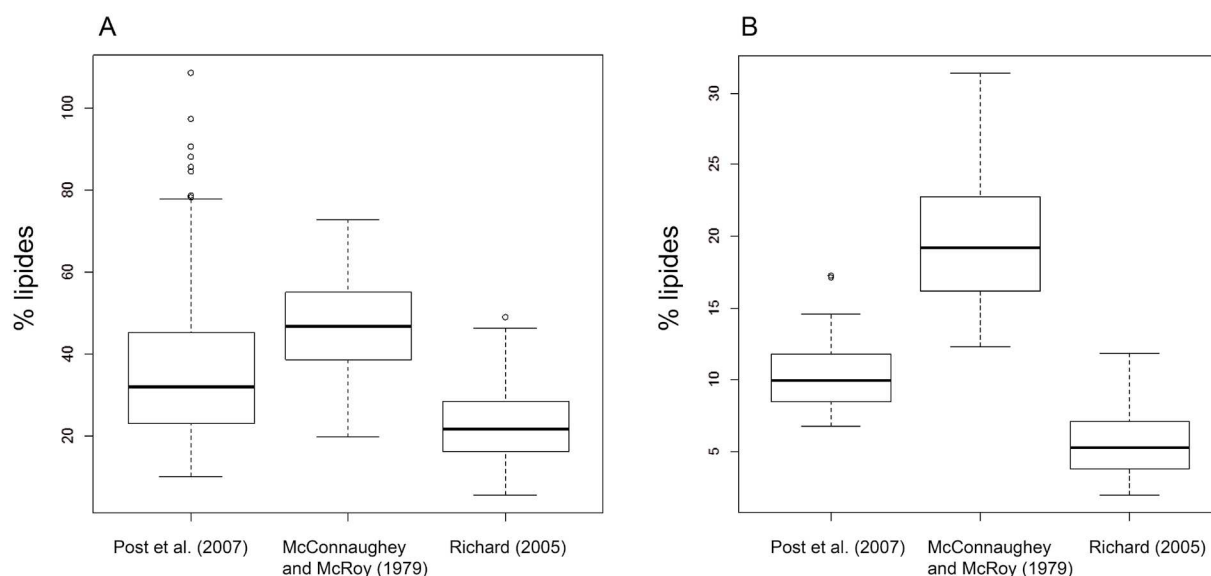 A
% lipides
100
80
60
40
20
Post et al. (2007)
McConnaughey
and McRoy (1979)
Richard (2005)
B
% lipides
30
25
20
15
10
5
Post et al. (2007)
McConnaughey
and McRoy (1979)
Richard (2005)